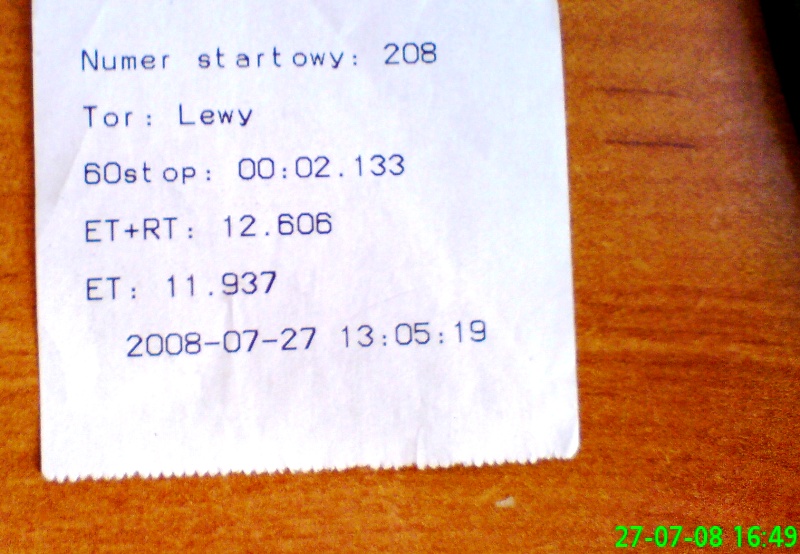 Numer startowy: 208
Tor: Lewy
60stop: 00:02.133
ET+RT: 12.606
ET: 11.937
2008-07-27 13:05:19
27-07-08 16:49